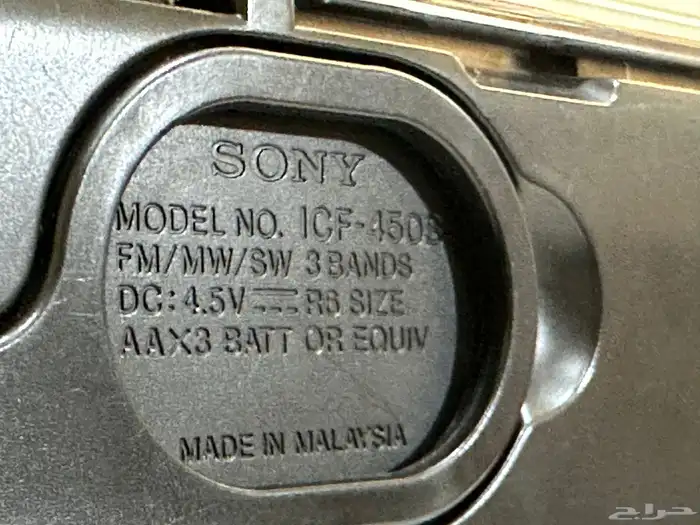 SONY
MODEL NO. ICF-450S
FM/MW/SW 3 BANDS
DC: 4.5V ⎓ R6 SIZE
AAX3 BATT OR EQUIV
MADE IN MALAYSIA
حراج